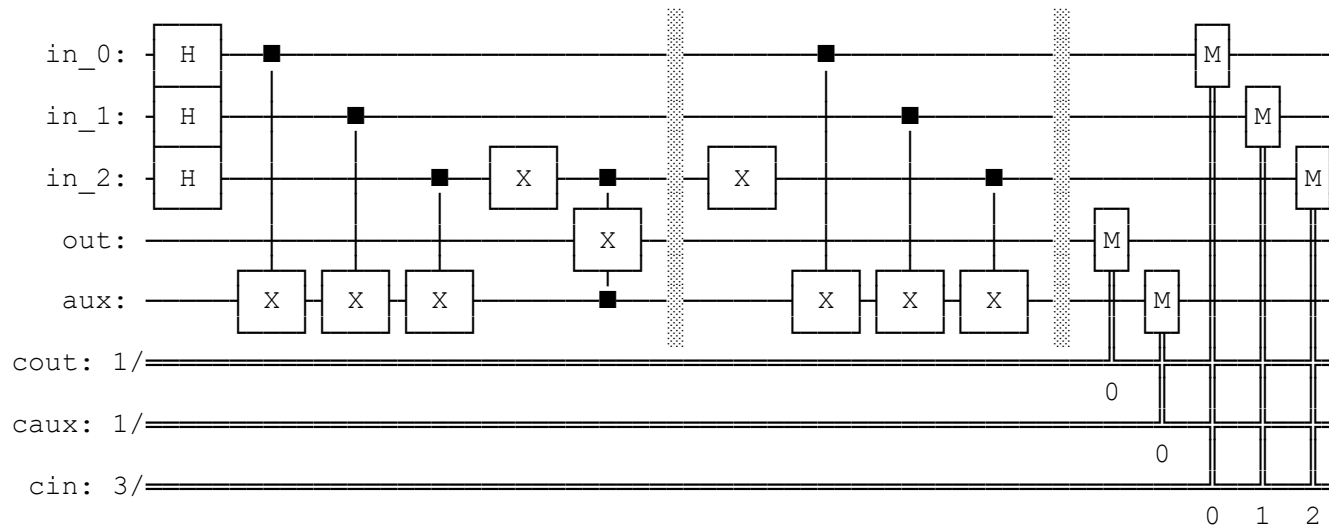 in_0: H M
in_1: H M
in_2: H X X M
out: X M
aux: X X X X X X M
cout: 1/
0
caux: 1/
0
cin: 3/
0 1 2